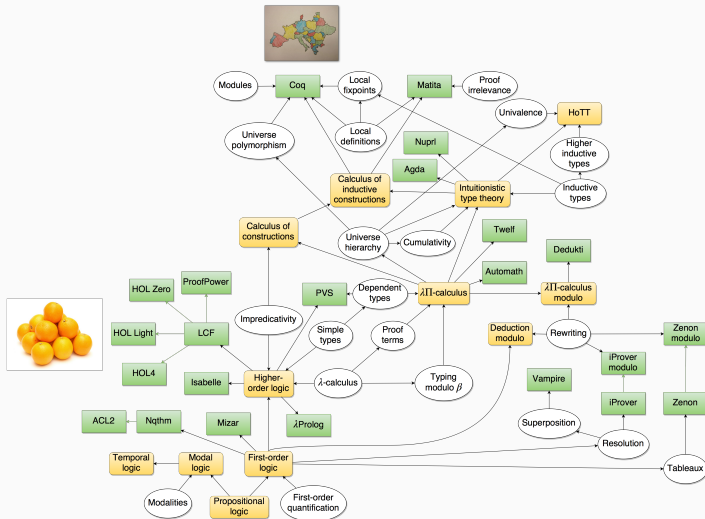 Modules
Coq
Local
fixpoints
Matita
Proof
irrelevance
Univalence
HoTT
Universe
polymorphism
Local
definitions
Nuprl
Higher
inductive
types
Agda
Calculus of
inductive
constructions
Intuitionistic
type theory
Inductive
types
Calculus of
constructions
Universe
hierarchy
Cumulativity
Twelf
Dedukti
Automath
HOL Zero
ProofPower
PVS
Dependent
types
λΠ-calculus
λΠ-calculus
modulo
Impredicativity
HOL Light
LCF
Simple
types
Proof
terms
Deduction
modulo
Rewriting
Zenon
modulo
HOL4
Isabelle
Higher-
order logic
λ-calculus
Typing
modulo β
Vampire
iProver
modulo
ACL2
Nqthm
Mizar
λProlog
Superposition
iProver
Zenon
Resolution
Temporal
logic
Modal
logic
First-order
logic
Tableaux
Modalities
Propositional
logic
First-order
quantification